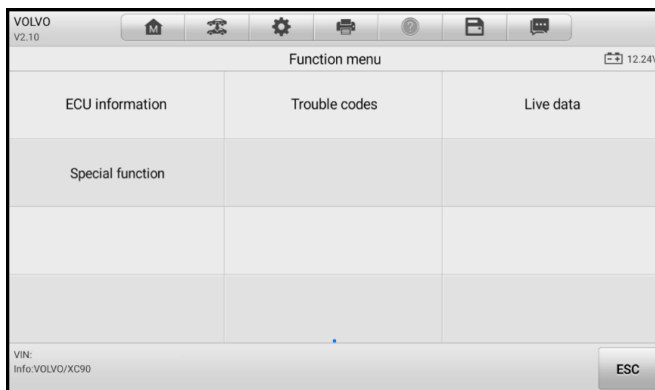 VOLVO
V2.10
M
Function menu
12.24V
ECU information
Trouble codes
Live data
Special function
VIN:
Info:VOLVO/XC90
ESC